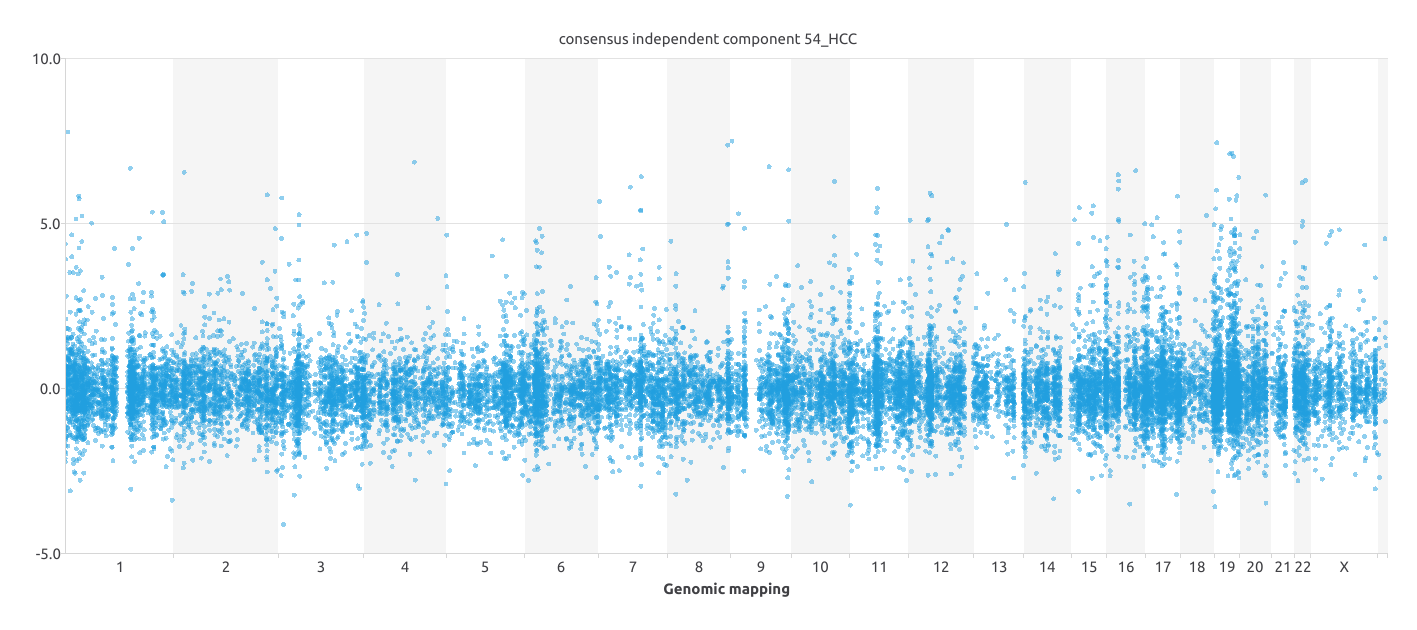 consensus independent component 54_HCC
10.0
5.0
0.0
-5.0
1 2 3 4 5 6 7 8 9 10 11 12 13 14 15 16 17 18 19 20 21 22 X
Genomic mapping